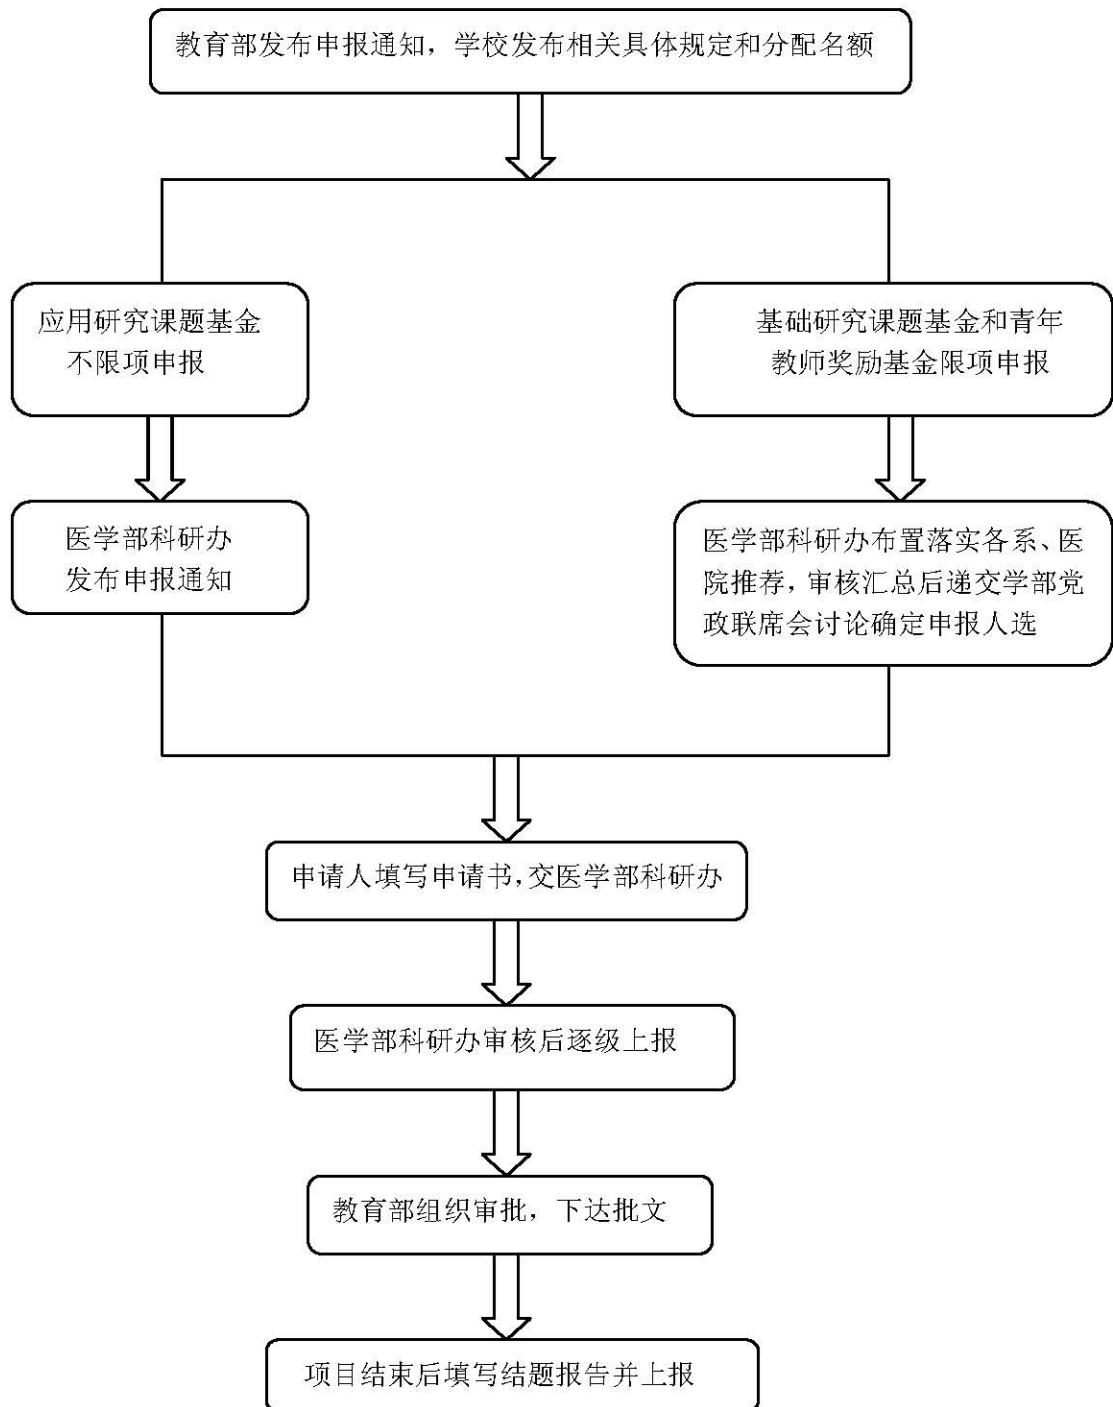 教育部发布申报通知，学校发布相关具体规定和分配名额
应用研究课题基金
不限项申报
基础研究课题基金和青年
教师奖励基金限项申报
医学部科研办
发布申报通知
医学部科研办布置落实各系、医
院推荐，审核汇总后递交学部党
政联席会讨论确定申报人选
申请人填写申请书，交医学部科研办
医学部科研办审核后逐级上报
教育部组织审批，下达批文
项目结束后填写结题报告并上报